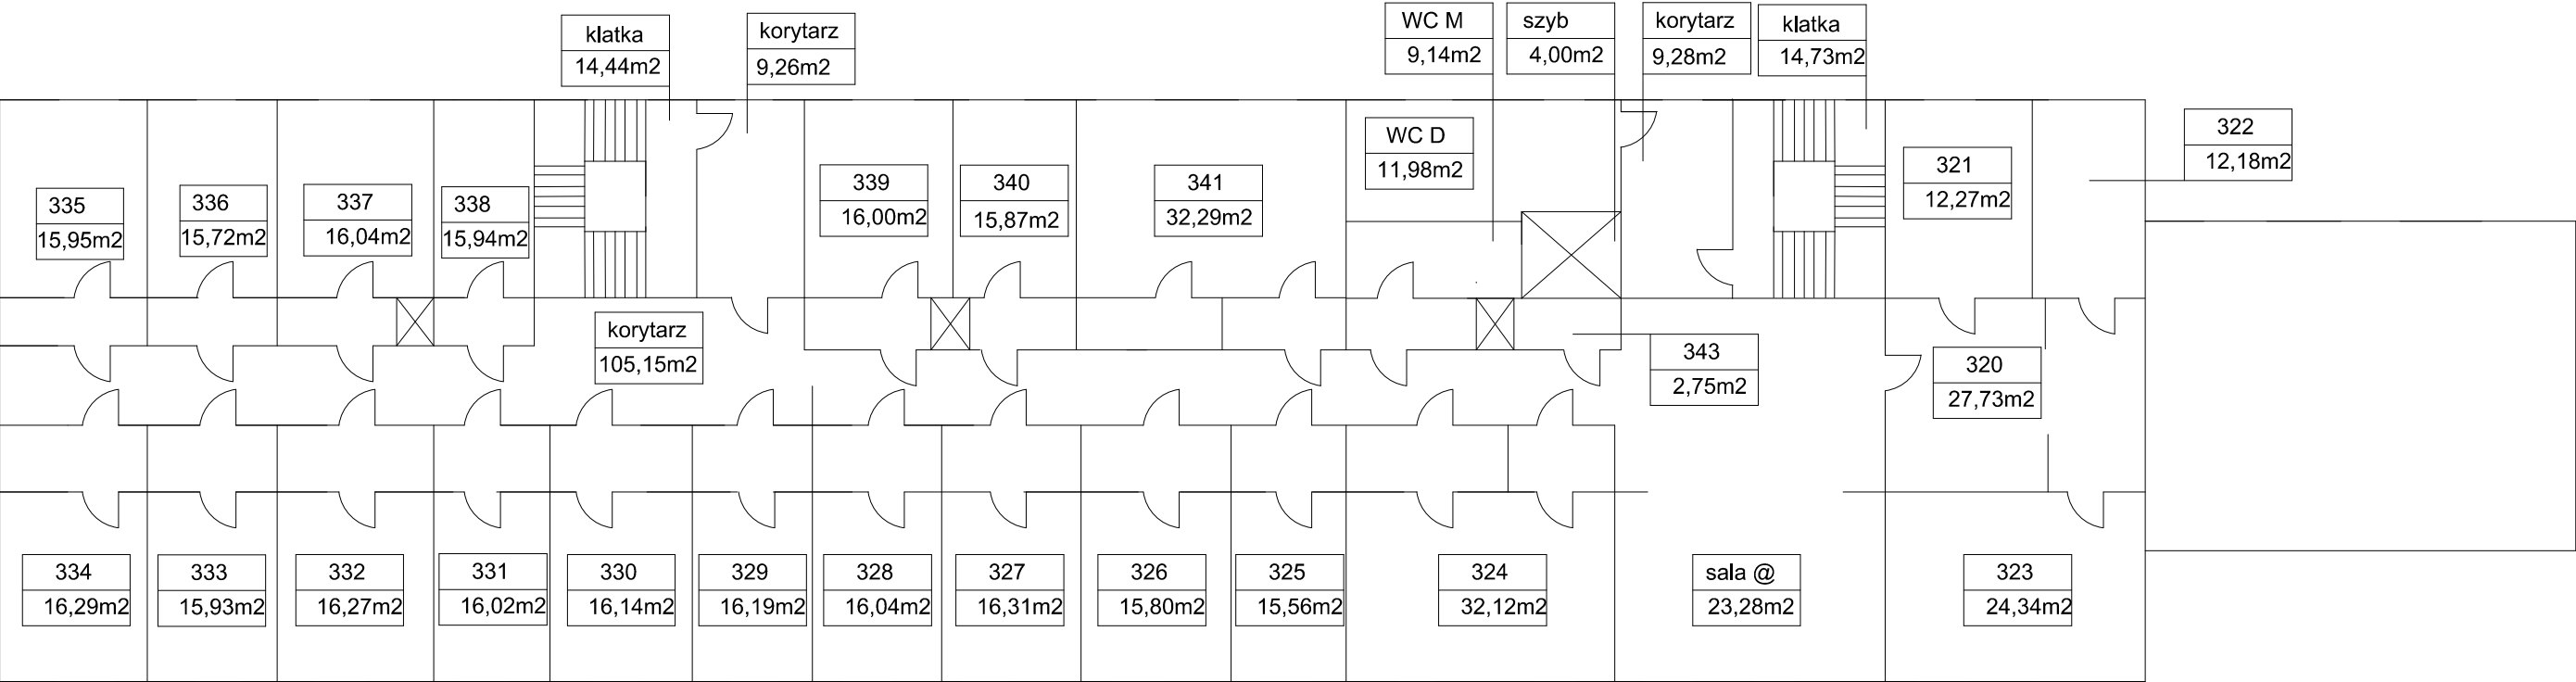 klatka
14,44m2
korytarz
9,26m2
WC M
9,14m2
szyb
4,00m2
korytarz
9,28m2
klatka
14,73m2
335
15,95m2
336
15,72m2
337
16,04m2
338
15,94m2
339
16,00m2
340
15,87m2
341
32,29m2
WC D
11,98m2
321
12,27m2
322
12,18m2
korytarz
105,15m2
343
2,75m2
320
27,73m2
334
16,29m2
333
15,93m2
332
16,27m2
331
16,02m2
330
16,14m2
329
16,19m2
328
16,04m2
327
16,31m2
326
15,80m2
325
15,56m2
324
32,12m2
sala @
23,28m2
323
24,34m2